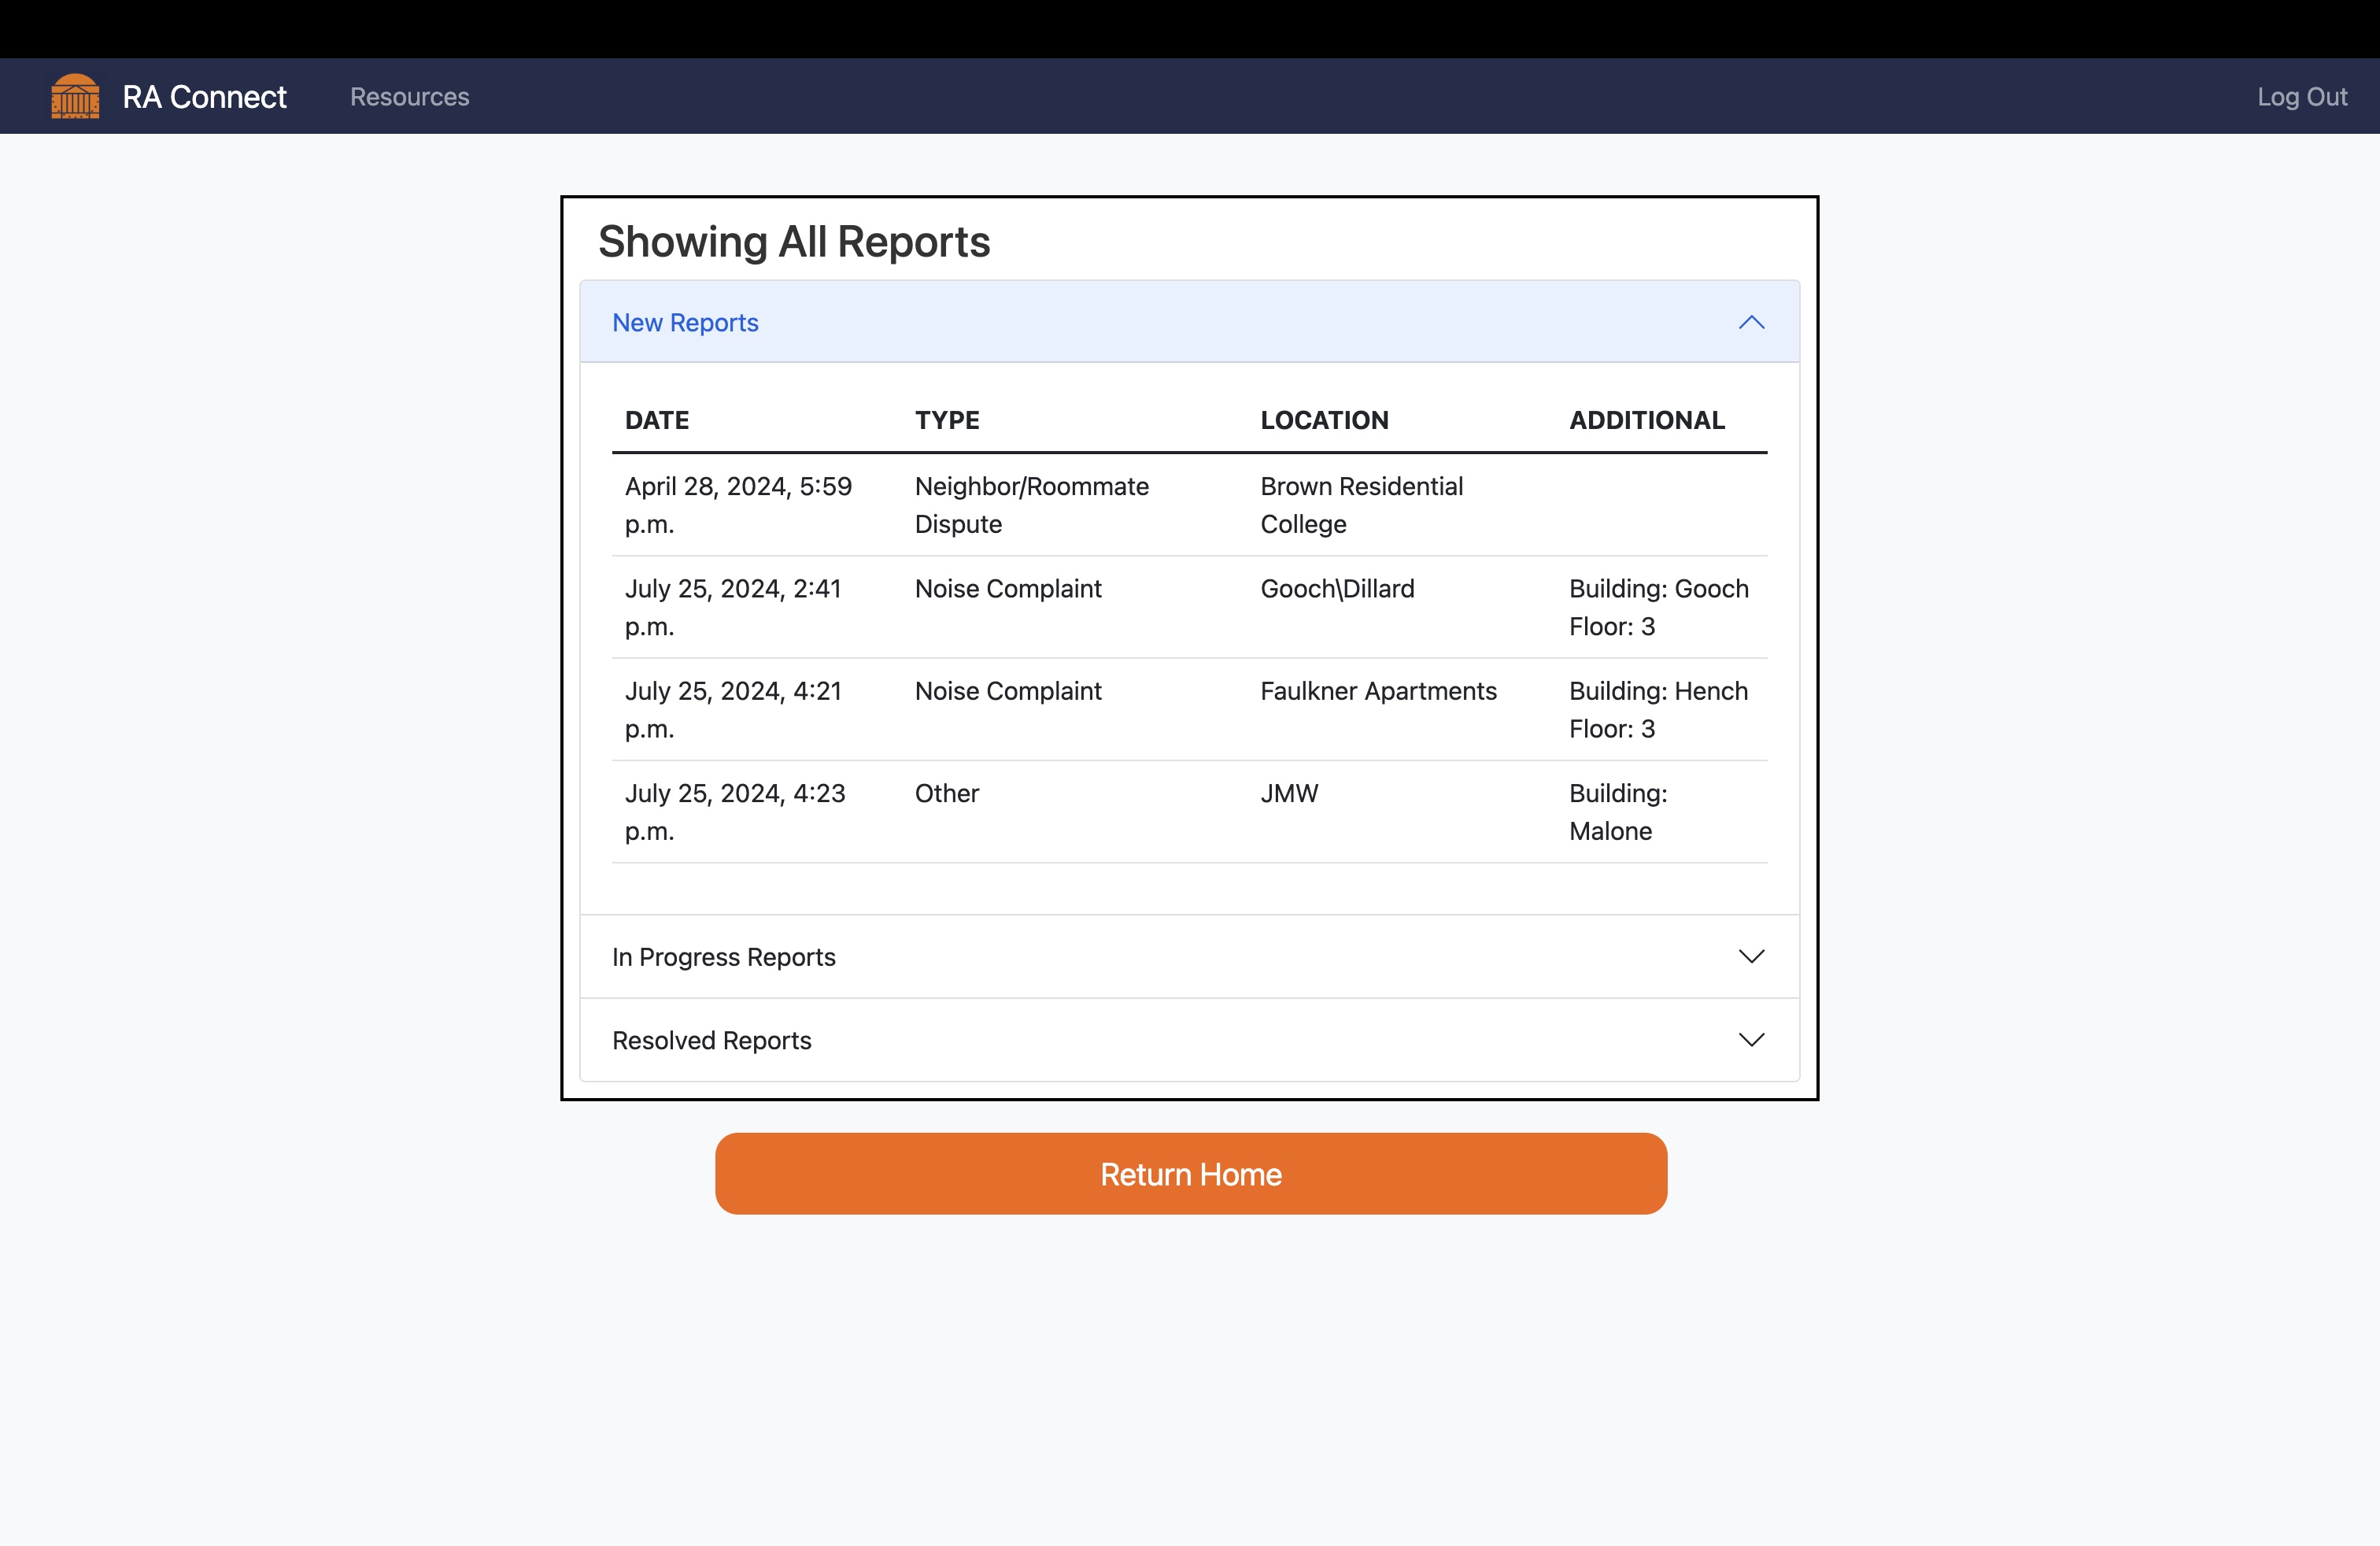 RA Connect Resources Log Out
Showing All Reports
New Reports
DATE TYPE LOCATION ADDITIONAL
April 28, 2024, 5:59 Neighbor/Roommate Brown Residential
p.m. Dispute College
July 25, 2024, 2:41 Noise Complaint Gooch\Dillard Building: Gooch
p.m. Floor: 3
July 25, 2024, 4:21 Noise Complaint Faulkner Apartments Building: Hench
p.m. Floor: 3
July 25, 2024, 4:23 Other JMW Building:
p.m. Malone
In Progress Reports
Resolved Reports
Return Home